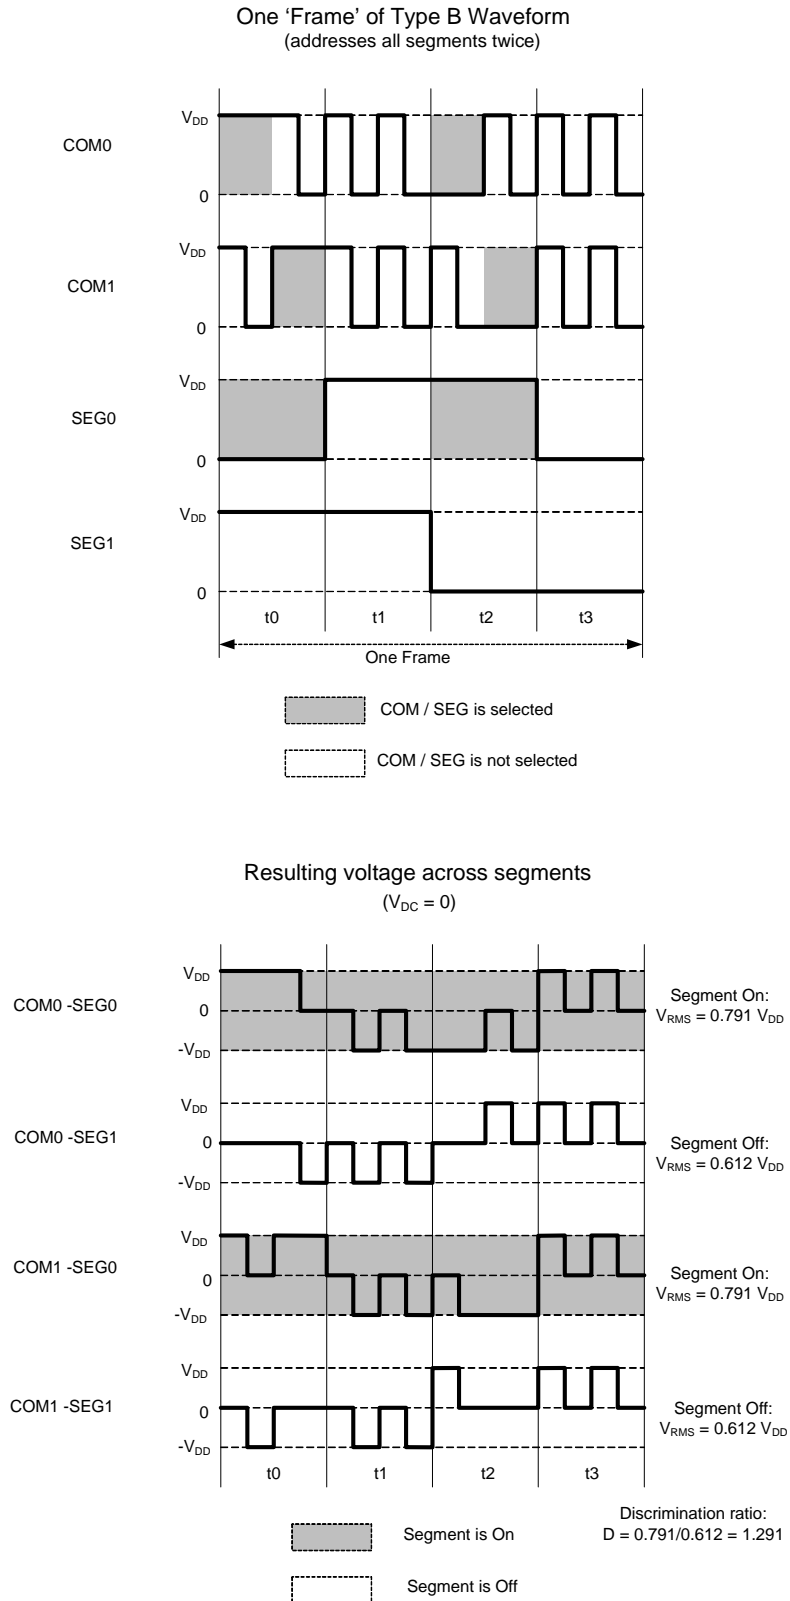 One ‘Frame’ of Type B Waveform
(addresses all segments twice)
VDD
COM0
0
VDD
COM1
0
VDD
SEG0
0
VDD
SEG1
0
t0 t1 t2 t3
One Frame
COM / SEG is selected
COM / SEG is not selected
Resulting voltage across segments
(VDC = 0)
VDD
COM0 -SEG0
0
-VDD
Segment On:
VRMS = 0.791 VDD
VDD
COM0 -SEG1
0
-VDD
Segment Off:
VRMS = 0.612 VDD
VDD
COM1 -SEG0
0
-VDD
Segment On:
VRMS = 0.791 VDD
VDD
COM1 -SEG1
0
-VDD
Segment Off:
VRMS = 0.612 VDD
t0 t1 t2 t3
Discrimination ratio:
D = 0.791/0.612 = 1.291
Segment is On
Segment is Off